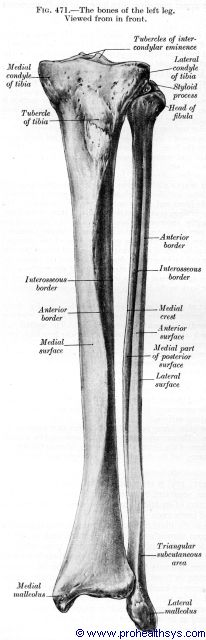 FIG. 471.—The bones of the left leg.
Viewed from in front.
Tubercles of inter-
condylar eminence
Medial
condyle
of tibia
Lateral
condyle
of tibia
Styloid
process
Head of
fibula
Tubercle
of tibia
Anterior
border
Interosseous
border
Interosseous
border
Anterior
border
Medial
crest
Anterior
surface
Medial
surface
Medial part
of posterior
surface
Lateral
surface
Triangular
subcutaneous
area
Medial
malleolus
Lateral
malleolus
© www.prohealthsys.com